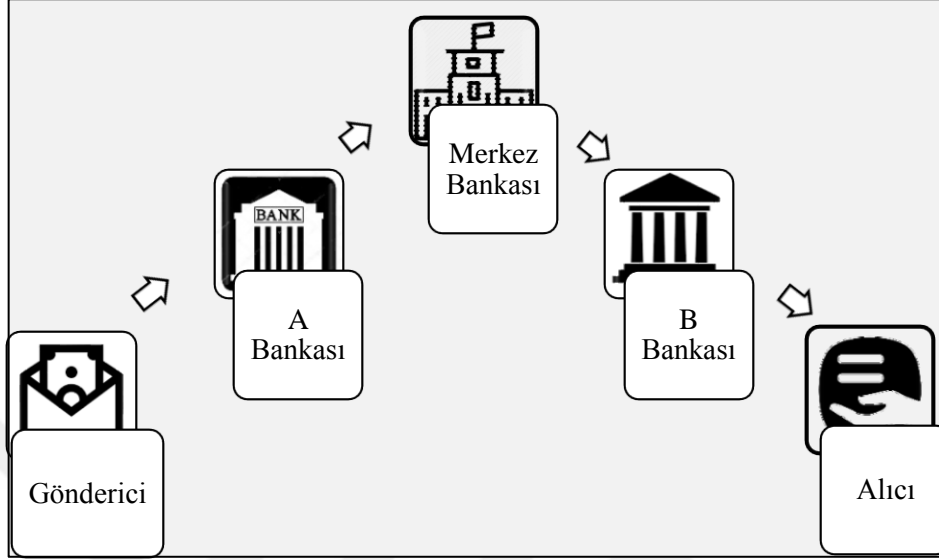 Merkez
Bankası
BANK
A
Bankası
B
Bankası
Gönderici
Alıcı